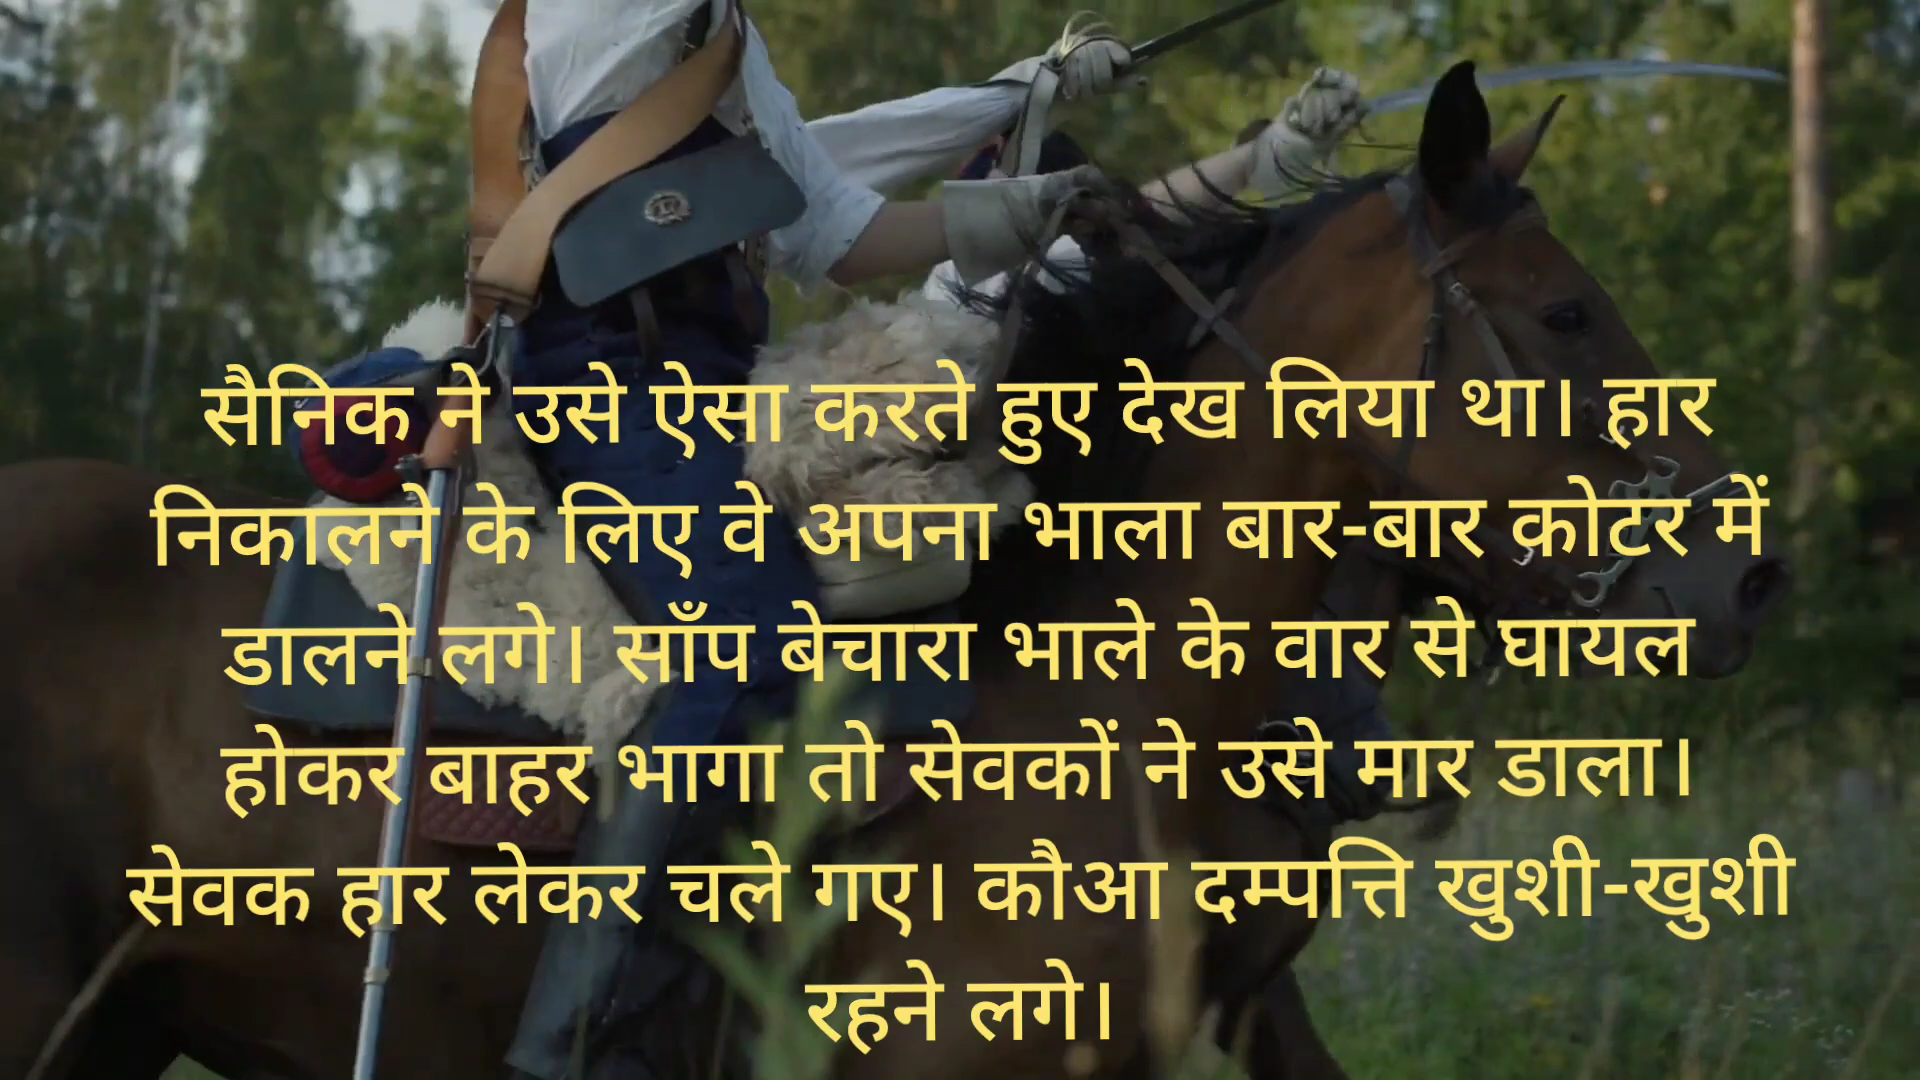 सैनिक ने उसे ऐसा करते हुए देख लिया था। हार
निकालने के लिए वे अपना भाला बार-बार कोटर में
डालने लगे। साँप बेचारा भाले के वार से घायल
होकर बाहर भागा तो सेवकों ने उसे मार डाला।
सेवक हार लेकर चले गए। कौआ दम्पत्ति खुशी-खुशी
रहने लगे।